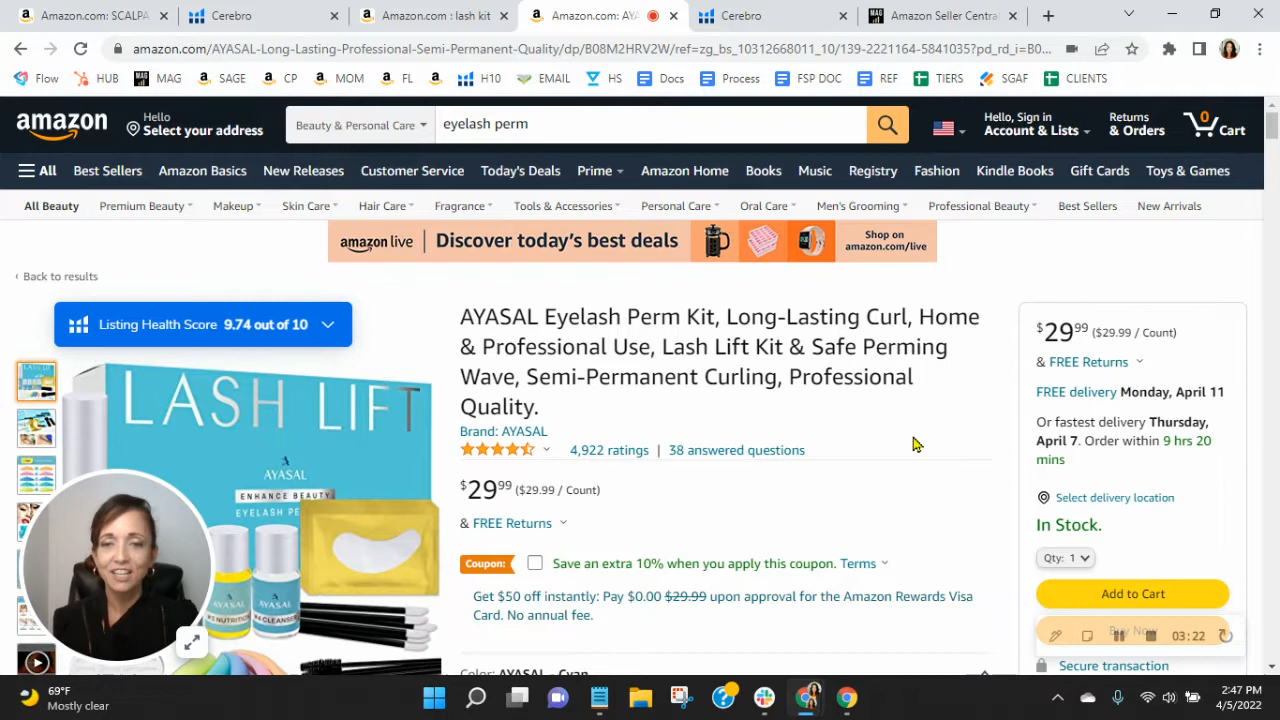 Amazon.com: SCALPA
Cerebro
Amazon.com : lash kit
Amazon.com: AYA
Cerebro
Amazon Seller Centra
amazon.com/AYASAL-Long-Lasting-Professional-Semi-Permanent-Quality/dp/B08M2HRV2W/ref=zg_bs_10312668011_10/139-2221164-5841035?pd_rd_i=B0...
Flow HUB MAG SAGE CP MOM FL H10 EMAIL HS Docs Process FSP DOC REF TIERS SGAF CLIENTS
amazon
Hello
Select your address
Beauty & Personal Care
eyelash perm
Hello, Sign in
Account & Lists
Returns
& Orders
0
Cart
All Best Sellers Amazon Basics New Releases Customer Service Today's Deals Prime Amazon Home Books Music Registry Fashion Kindle Books Gift Cards Toys & Games
All Beauty Premium Beauty Makeup Skin Care Hair Care Fragrance Tools & Accessories Personal Care Oral Care Men's Grooming Professional Beauty Best Sellers New Arrivals
amazon live Discover today's best deals
Shop on
amazon.com/live
‹ Back to results
Listing Health Score 9.74 out of 10
LASH LIFT
AYASAL
ENHANCE BEAUTY
AYASAL
AYASAL
AYASAL Eyelash Perm Kit, Long-Lasting Curl, Home
& Professional Use, Lash Lift Kit & Safe Perming
Wave, Semi-Permanent Curling, Professional
Quality.
Brand: AYASAL
4,922 ratings | 38 answered questions
$29 99 ($29.99 / Count)
& FREE Returns
Coupon: Save an extra 10% when you apply this coupon. Terms
Get $50 off instantly: Pay $0.00 $29.99 upon approval for the Amazon Rewards Visa
Card. No annual fee.
Color: AYASAL - Cyan
$29 99 ($29.99 / Count)
& FREE Returns
FREE delivery Monday, April 11
Or fastest delivery Thursday,
April 7. Order within 9 hrs 20
mins
Select delivery location
In Stock.
Qty: 1
Add to Cart
Buy Now
03:22
Secure transaction
69°F
Mostly clear
2:47 PM
4/5/2022